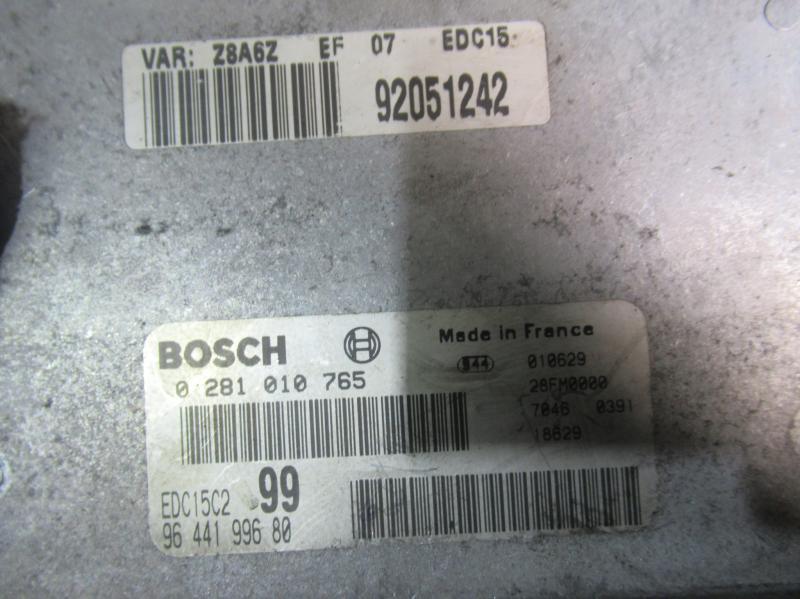 VAR: Z8A6Z EF 07 EDC15
92051242
BOSCH Made in France
0 281 010 765 944 010629
28FM0000
7046 0391
18629
EDC15C2 99
96 441 996 80